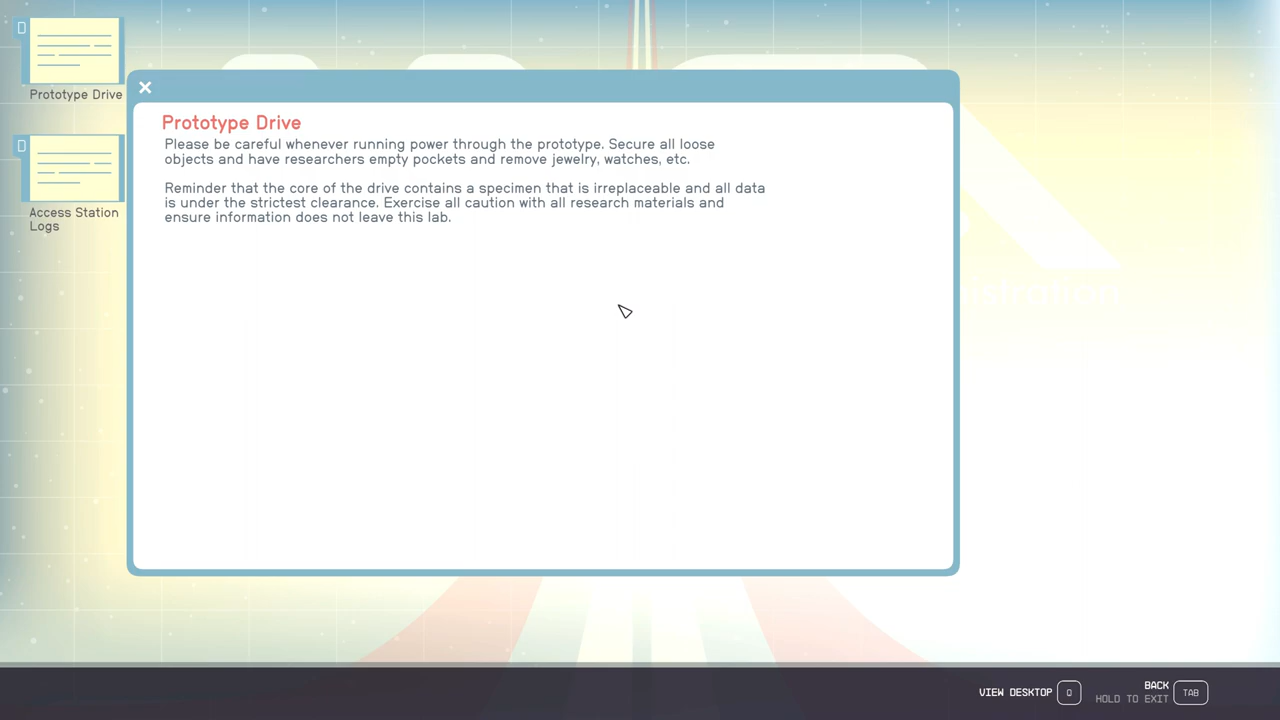 Prototype Drive
Access Station
Logs
Prototype Drive
Please be careful whenever running power through the prototype. Secure all loose
objects and have researchers empty pockets and remove jewelry, watches, etc.
Reminder that the core of the drive contains a specimen that is irreplaceable and all data
is under the strictest clearance. Exercise all caution with all research materials and
ensure information does not leave this lab.
VIEW DESKTOP Q
BACK
HOLD TO EXIT TAB